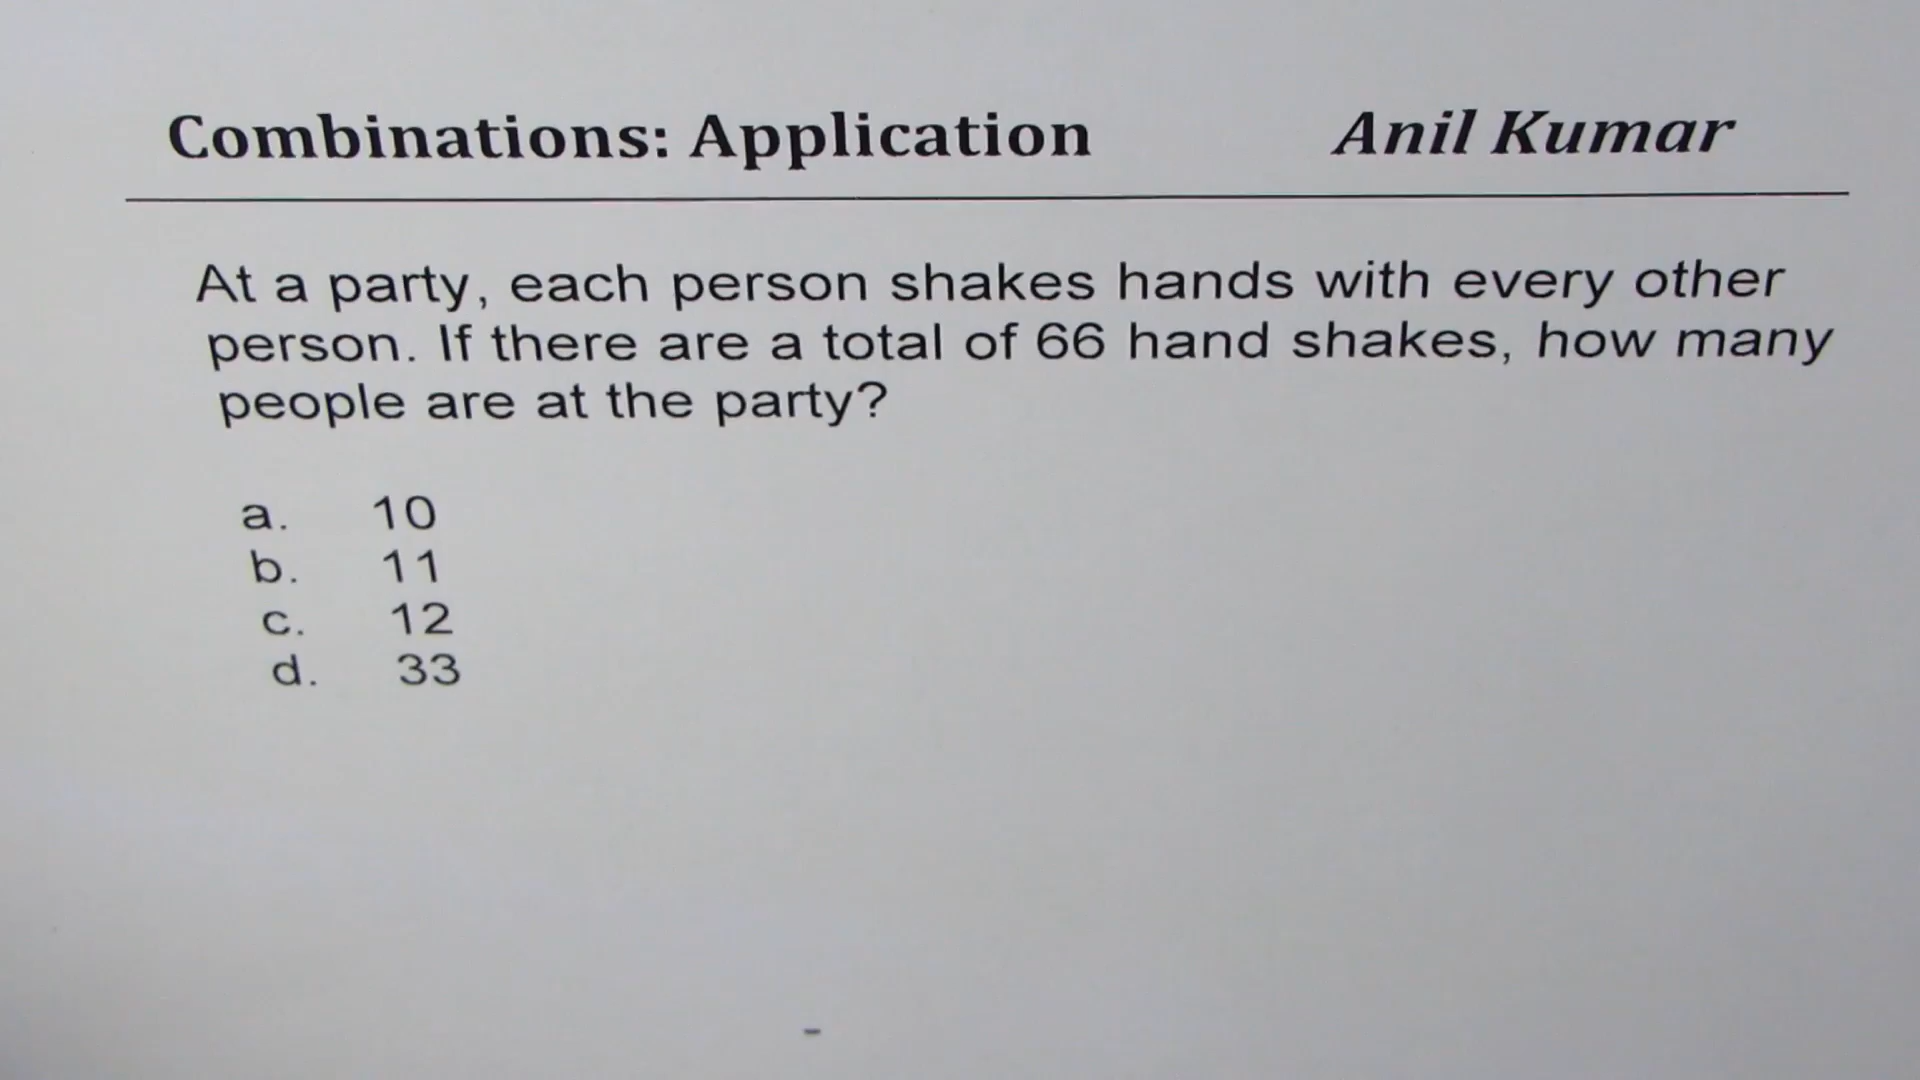 Combinations: Application Anil Kumar
At a party, each person shakes hands with every other
person. If there are a total of 66 hand shakes, how many
people are at the party?
a. 10
b. 11
c. 12
d. 33